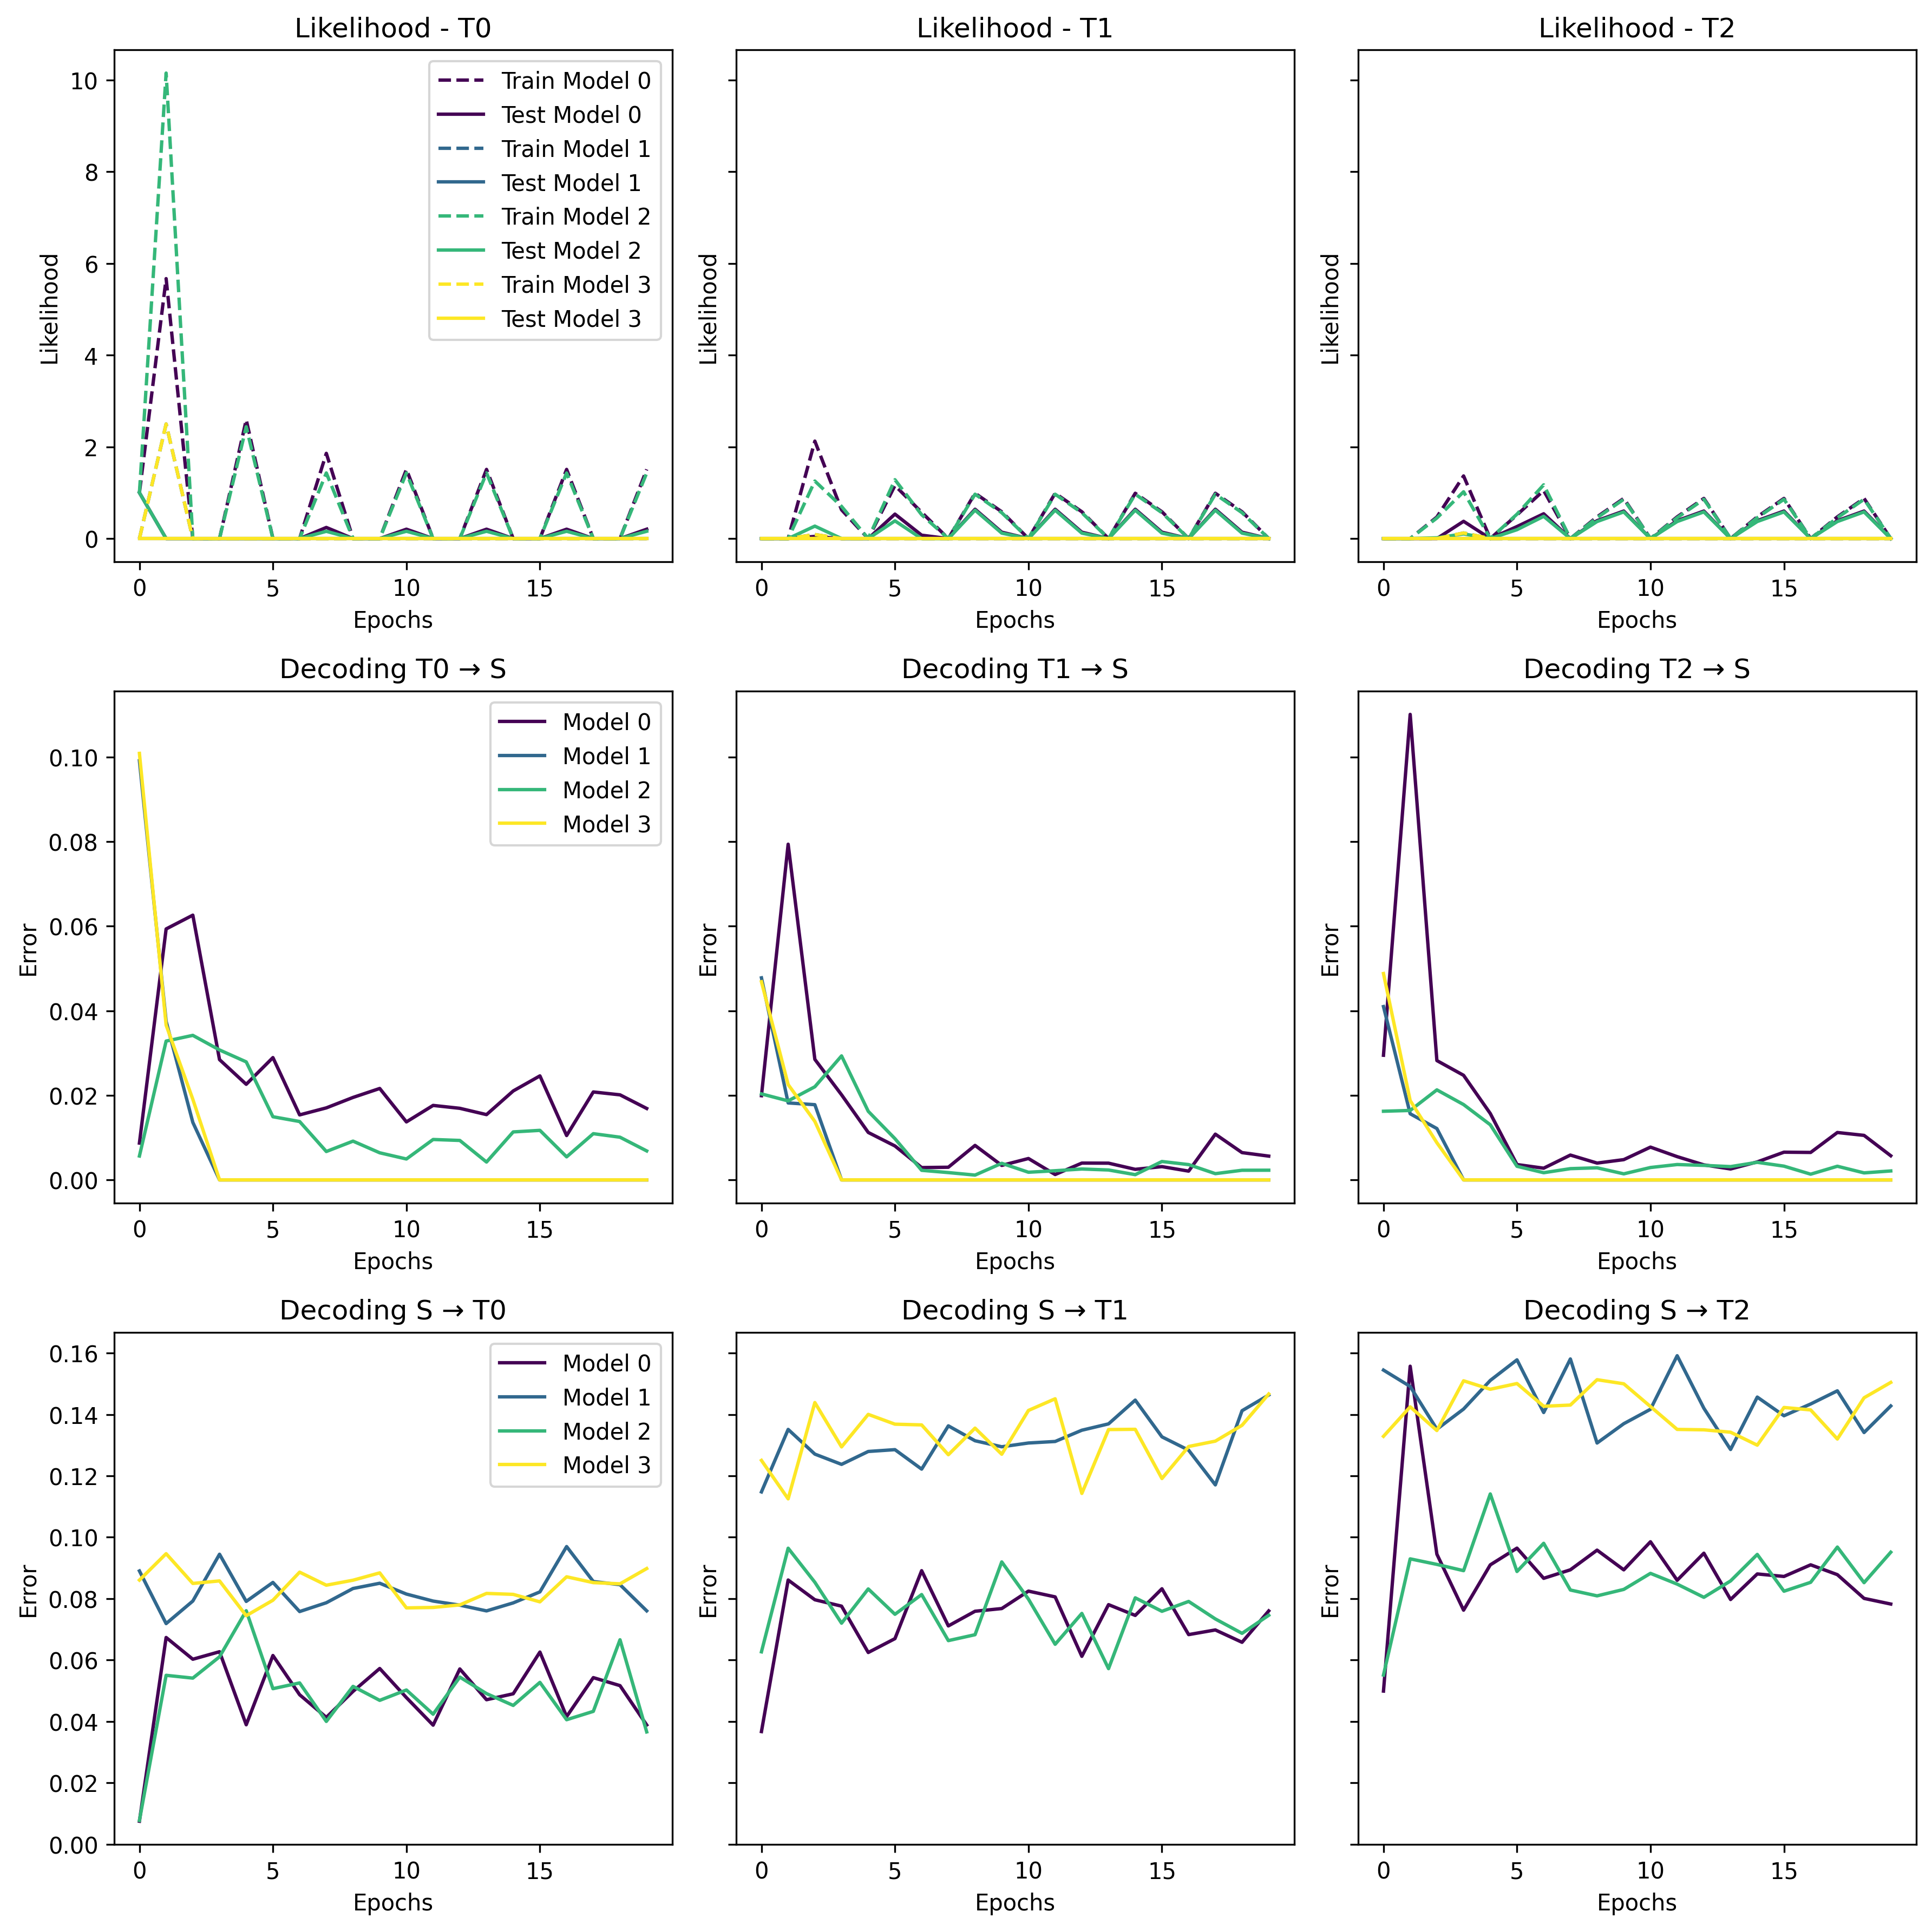 Likelihood - T0
Likelihood - T1
Likelihood - T2
10
8
6
4
2
0
Likelihood
Train Model 0
Test Model 0
Train Model 1
Test Model 1
Train Model 2
Test Model 2
Train Model 3
Test Model 3
0 5 10 15
Epochs
Likelihood
0 5 10 15
Epochs
Likelihood
0 5 10 15
Epochs
Decoding T0 → S
Decoding T1 → S
Decoding T2 → S
0.10
0.08
0.06
0.04
0.02
0.00
Error
Model 0
Model 1
Model 2
Model 3
0 5 10 15
Epochs
Error
0 5 10 15
Epochs
Error
0 5 10 15
Epochs
Decoding S → T0
Decoding S → T1
Decoding S → T2
0.16
0.14
0.12
0.10
0.08
0.06
0.04
0.02
0.00
Error
Model 0
Model 1
Model 2
Model 3
0 5 10 15
Epochs
Error
0 5 10 15
Epochs
Error
0 5 10 15
Epochs